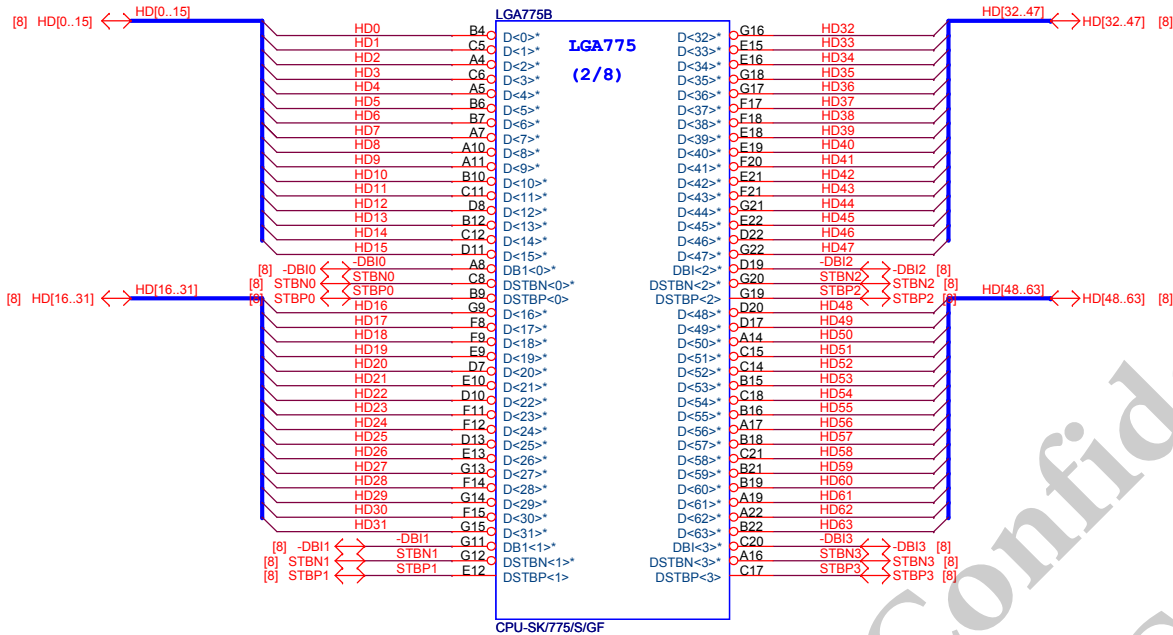 LGA775B
[8] HD[0..15] HD[0..15] HD[32..47] HD[32..47] [8]
LGA775
(2/8)
HD0 B4 D<0>* D<32>* G16 HD32
HD1 C5 D<1>* D<33>* E15 HD33
HD2 A4 D<2>* D<34>* E16 HD34
HD3 C6 D<3>* D<35>* G18 HD35
HD4 A5 D<4>* D<36>* G17 HD36
HD5 B6 D<5>* D<37>* F17 HD37
HD6 B7 D<6>* D<38>* F18 HD38
HD7 A7 D<7>* D<39>* E18 HD39
HD8 A10 D<8>* D<40>* E19 HD40
HD9 A11 D<9>* D<41>* F20 HD41
HD10 B10 D<10>* D<42>* E21 HD42
HD11 C11 D<11>* D<43>* F21 HD43
HD12 D8 D<12>* D<44>* G21 HD44
HD13 B12 D<13>* D<45>* E22 HD45
HD14 C12 D<14>* D<46>* D22 HD46
HD15 D11 D<15>* D<47>* G22 HD47
[8] -DBI0 -DBI0 A8 DB1<0>* DBI<2>* D19 -DBI2 -DBI2 [8]
[8] STBN0 STBN0 C8 DSTBN<0>* DSTBN<2>* G20 STBN2 STBN2 [8]
[8] STBP0 STBP0 B9 DSTBP<0> DSTBP<2> G19 STBP2 STBP2 [8]
[8] HD[16..31] HD[16..31] HD[48..63] HD[48..63] [8]
HD16 G9 D<16>* D<48>* D20 HD48
HD17 F8 D<17>* D<49>* D17 HD49
HD18 F9 D<18>* D<50>* A14 HD50
HD19 E9 D<19>* D<51>* C15 HD51
HD20 D7 D<20>* D<52>* C14 HD52
HD21 E10 D<21>* D<53>* B15 HD53
HD22 D10 D<22>* D<54>* C18 HD54
HD23 F11 D<23>* D<55>* B16 HD55
HD24 F12 D<24>* D<56>* A17 HD56
HD25 D13 D<25>* D<57>* B18 HD57
HD26 E13 D<26>* D<58>* C21 HD58
HD27 G13 D<27>* D<59>* B21 HD59
HD28 F14 D<28>* D<60>* B19 HD60
HD29 G14 D<29>* D<61>* A19 HD61
HD30 F15 D<30>* D<62>* A22 HD62
HD31 G15 D<31>* D<63>* B22 HD63
[8] -DBI1 -DBI1 G11 DB1<1>* DBI<3>* C20 -DBI3 -DBI3 [8]
[8] STBN1 STBN1 G12 DSTBN<1>* DSTBN<3>* A16 STBN3 STBN3 [8]
[8] STBP1 STBP1 E12 DSTBP<1> DSTBP<3> C17 STBP3 STBP3 [8]
CPU-SK/775/S/GF
Confid